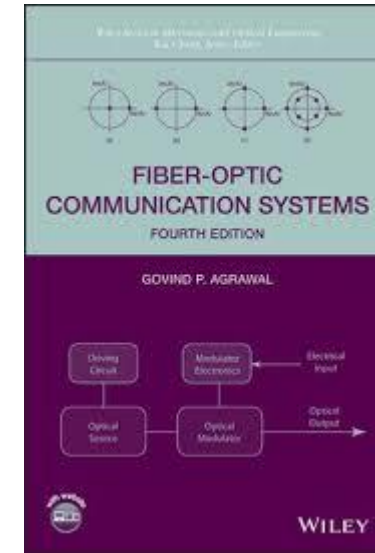 FIBER-OPTIC
COMMUNICATION SYSTEMS
FOURTH EDITION
GOVIND P. AGRAWAL
Driving
Circuit
Modulator
Electronics
Electrical
Input
Optical
Source
Optical
Modulator
Optical
Output
WILEY